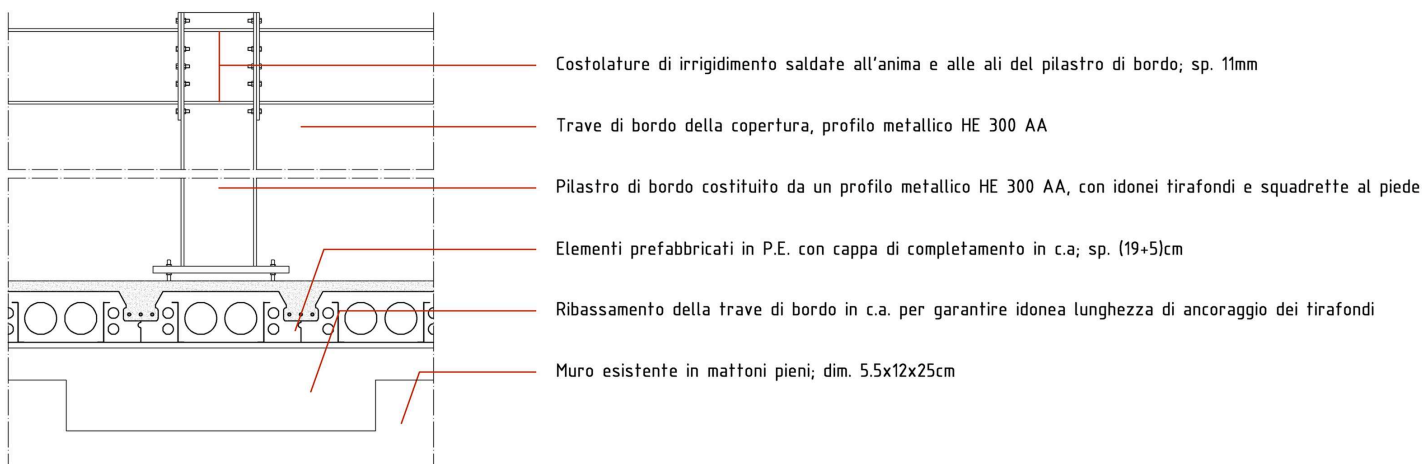 Costolature di irrigidimento saldate all'anima e alle ali del pilastro di bordo; sp. 11mm
Trave di bordo della copertura, profilo metallico HE 300 AA
Pilastro di bordo costituito da un profilo metallico HE 300 AA, con idonei tirafondi e squadrette al piede
Elementi prefabbricati in P.E. con cappa di completamento in c.a; sp. (19+5)cm
Ribassamento della trave di bordo in c.a. per garantire idonea lunghezza di ancoraggio dei tirafondi
Muro esistente in mattoni pieni; dim. 5.5x12x25cm